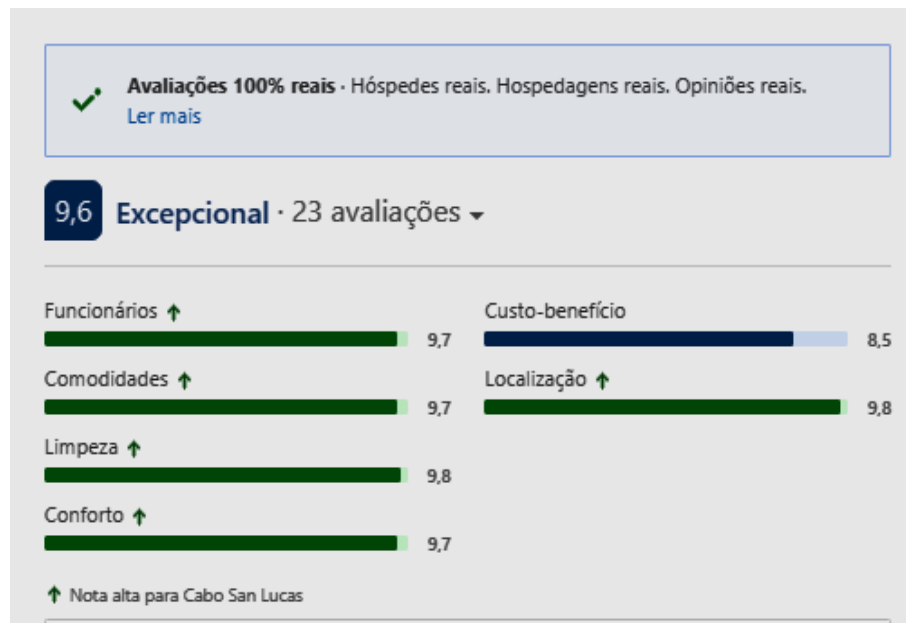 Avaliações 100% reais · Hóspedes reais. Hospedagens reais. Opiniões reais.
Ler mais
9,6 Excepcional · 23 avaliações
Funcionários
9,7
Custo-benefício
8,5
Comodidades
9,7
Localização
9,8
Limpeza
9,8
Conforto
9,7
Nota alta para Cabo San Lucas